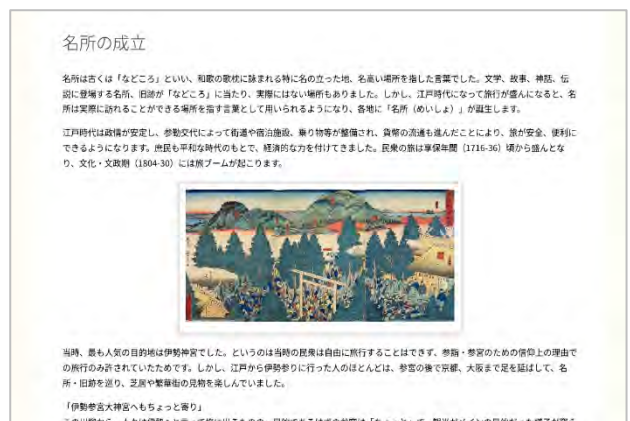 名所の成立
名所は古くは「などころ」といい、和歌の歌枕に詠まれる特に名の立った地、名高い場所を指した言葉でした。文学、故事、神話、伝
説に登場する名所、旧跡が「などころ」に当たり、実際にはない場所もありました。しかし、江戸時代になって旅行が盛んになると、名
所は実際に訪れることができる場所を指す言葉として用いられるようになり、各地に「名所（めいしょ）」が誕生します。
江戸時代は政情が安定し、参勤交代によって街道や宿泊施設、乗り物等が整備され、貨幣の流通も進んだことにより、旅が安全、便利に
できるようになります。庶民も平和な時代のもとで、経済的な力を付けてきました。民衆の旅は享保年間（1716-36）頃から盛んとな
り、文化・文政期（1804-30）には旅ブームが起こります。
当時、最も人気の目的地は伊勢神宮でした。というのは当時の民衆は自由に旅行することはできず、参詣・参宮のための信仰上の理由で
の旅行のみ許されていたためです。しかし、江戸から伊勢参りに行った人のほとんどは、参宮の後で京都、大阪まで足を延ばして、名
所・旧跡を巡り、芝居や繁華街の見物を楽しんでいました。
「伊勢参宮大神宮へもちょっと寄り」